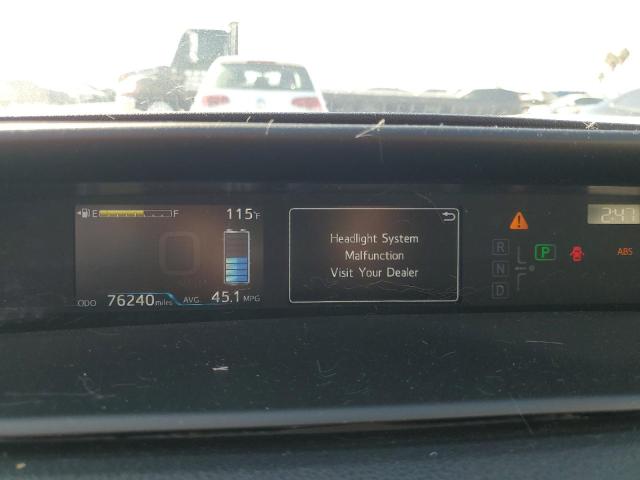 E F 115°F
ODO 76240 miles AVG 45.1 MPG
Headlight System
Malfunction
Visit Your Dealer
R
N
D
P
2:47
ABS